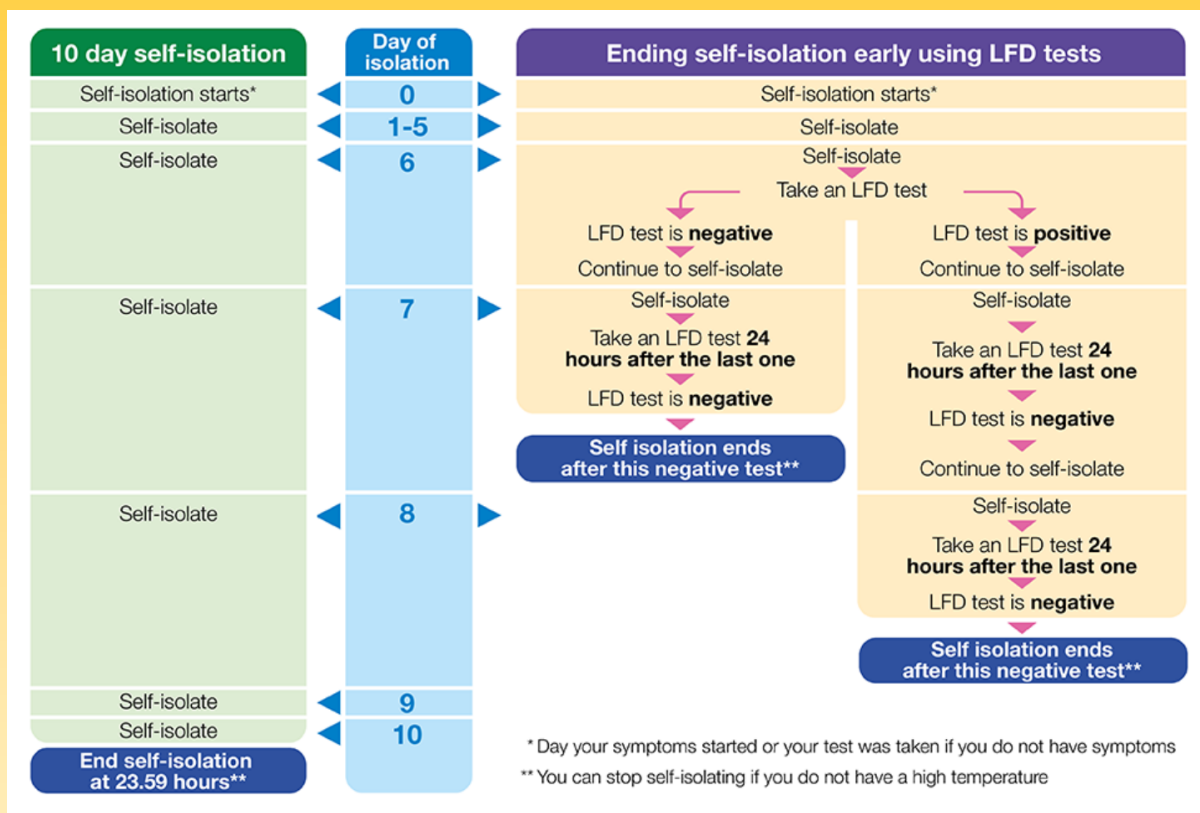 10 day self-isolation
Day of
isolation
Ending self-isolation early using LFD tests
Self-isolation starts*
0
Self-isolation starts*
Self-isolate
1-5
Self-isolate
Self-isolate
6
Self-isolate
Take an LFD test
LFD test is negative
Continue to self-isolate
LFD test is positive
Continue to self-isolate
Self-isolate
7
Self-isolate
Take an LFD test 24
hours after the last one
LFD test is negative
Self isolation ends
after this negative test**
Self-isolate
Take an LFD test 24
hours after the last one
LFD test is negative
Continue to self-isolate
Self-isolate
8
Self-isolate
Take an LFD test 24
hours after the last one
LFD test is negative
Self isolation ends
after this negative test**
Self-isolate
9
Self-isolate
10
End self-isolation
at 23.59 hours**
* Day your symptoms started or your test was taken if you do not have symptoms
** You can stop self-isolating if you do not have a high temperature